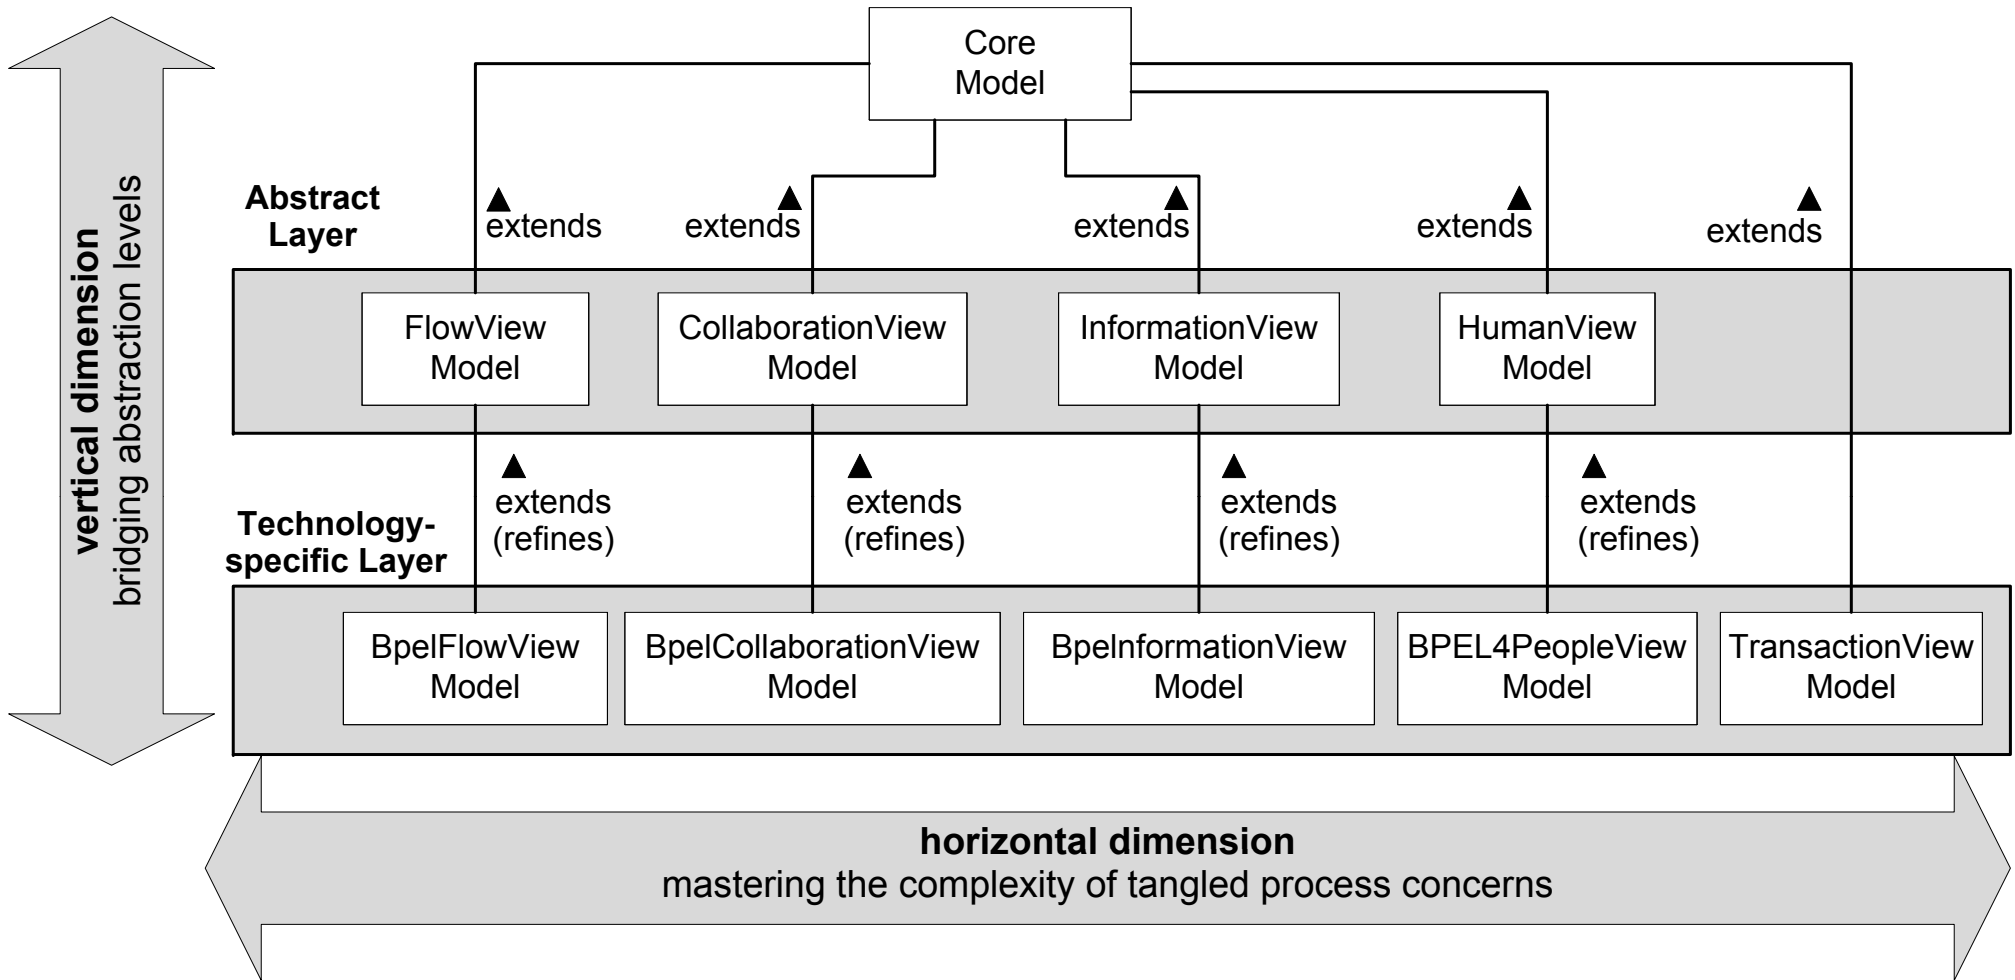 Core
Model
Abstract
Layer
extends
extends
extends
extends
extends
vertical dimension
bridging abstraction levels
FlowView
Model
CollaborationView
Model
InformationView
Model
HumanView
Model
extends
(refines)
extends
(refines)
extends
(refines)
extends
(refines)
Technology-
specific Layer
BpelFlowView
Model
BpelCollaborationView
Model
BpelnformationView
Model
BPEL4PeopleView
Model
TransactionView
Model
horizontal dimension
mastering the complexity of tangled process concerns